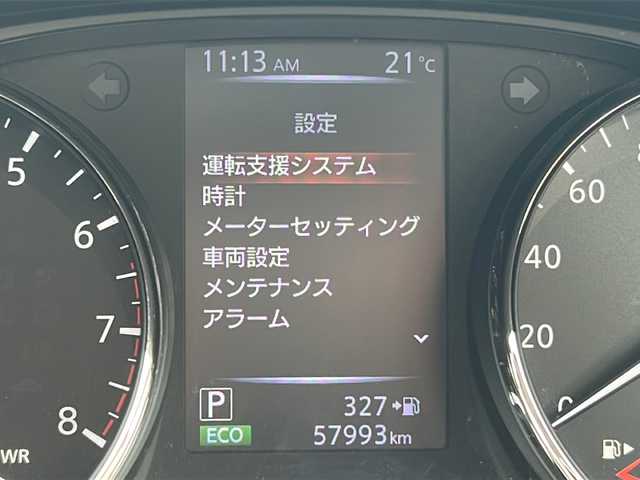 11:13 AM 21℃
設定
運転支援システム
時計
メーターセッティング
車両設定
メンテナンス
アラーム
P 327
ECO 57993km
5
6
7
8
WR
60
40
20
0